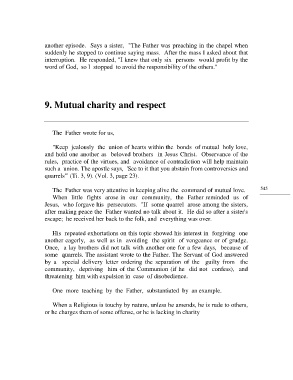 another episode. Says a sister, "The Father was preaching in the chapel when
suddenly he stopped to continue saying mass. After the mass I asked about that
interruption. He responded, "I knew that only six persons would profit by the
word of God, so I stopped to avoid the responsibility of the others."
9. Mutual charity and respect
The Father wrote for us,
"Keep jealously the union of hearts within the bonds of mutual holy love,
and hold one another as beloved brothers in Jesus Christ. Observance of the
rules, practice of the virtues, and avoidance of contradiction will help maintain
such a union. The apostle says, 'See to it that you abstain from controversies and
quarrels'" (Ti. 3, 9). (Vol. 3, page 23).
The Father was very attentive in keeping alive the command of mutual love.
When little fights arose in our community, the Father reminded us of
Jesus, who forgave his persecutors. "If some quarrel arose among the sisters,
after making peace the Father wanted no talk about it. He did so after a sister's
escape; he received her back to the fold, and everything was over.
545
His repeated exhortations on this topic showed his interest in forgiving one
another eagerly, as well as in avoiding the spirit of vengeance or of grudge.
Once, a lay brothers did not talk with another one for a few days, because of
some quarrels. The assistant wrote to the Father. The Servant of God answered
by a special delivery letter ordering the separation of the guilty from the
community, depriving him of the Communion (if he did not confess), and
threatening him with expulsion in case of disobedience.
One more teaching by the Father, substantiated by an example.
When a Religious is touchy by nature, unless he amends, he is rude to others,
or he charges them of some offense, or he is lacking in charity